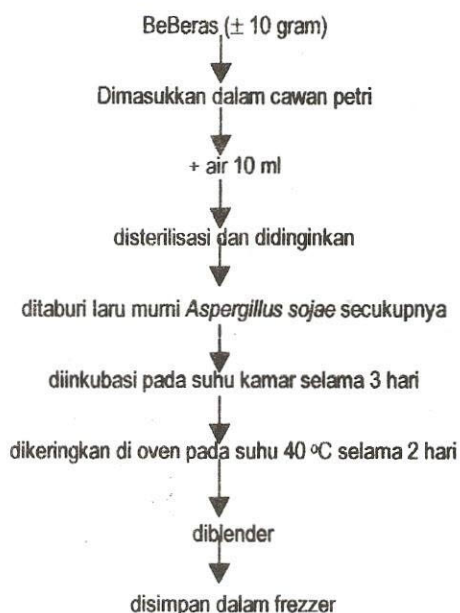 BeBeras (± 10 gram)
Dimasukkan dalam cawan petri
+ air 10 ml
disterilisasi dan didinginkan
ditaburi laru murni Aspergillus sojae secukupnya
diinkubasi pada suhu kamar selama 3 hari
dikeringkan di oven pada suhu 40 ºC selama 2 hari
diblender
disimpan dalam frezzer